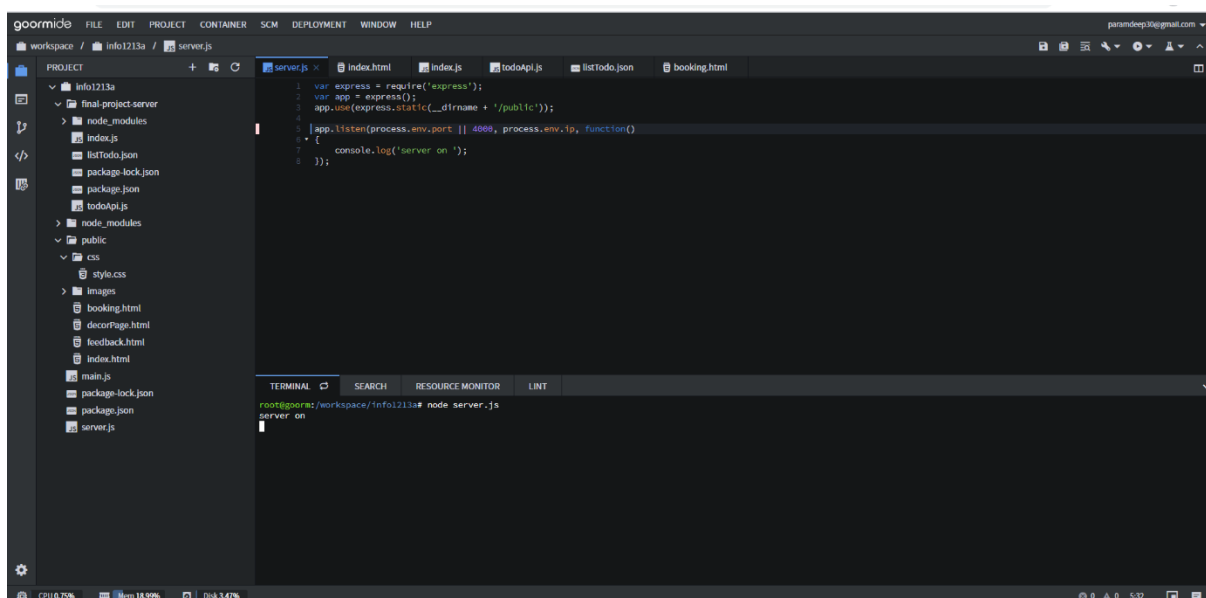 goormide FILE EDIT PROJECT CONTAINER SCM DEPLOYMENT WINDOW HELP paramdeep30@gmail.com
workspace / info1213a / server.js
PROJECT
info1213a
final-project-server
node_modules
index.js
listTodo.json
package-lock.json
package.json
todoApi.js
node_modules
public
css
style.css
images
booking.html
decorPage.html
feedback.html
index.html
main.js
package-lock.json
package.json
server.js
server.js × index.html index.js todoApi.js listTodo.json booking.html
1 var express = require('express');
2 var app = express();
3 app.use(express.static(__dirname + '/public'));
4
5 app.listen(process.env.port || 4000, process.env.ip, function()
6 {
7 console.log('server on ');
8 });
TERMINAL SEARCH RESOURCE MONITOR LINT
root@goorm:/workspace/info1213a# node server.js
server on
CPU 0.75% Mem 18.99% Disk 3.47% 0 0 5:32